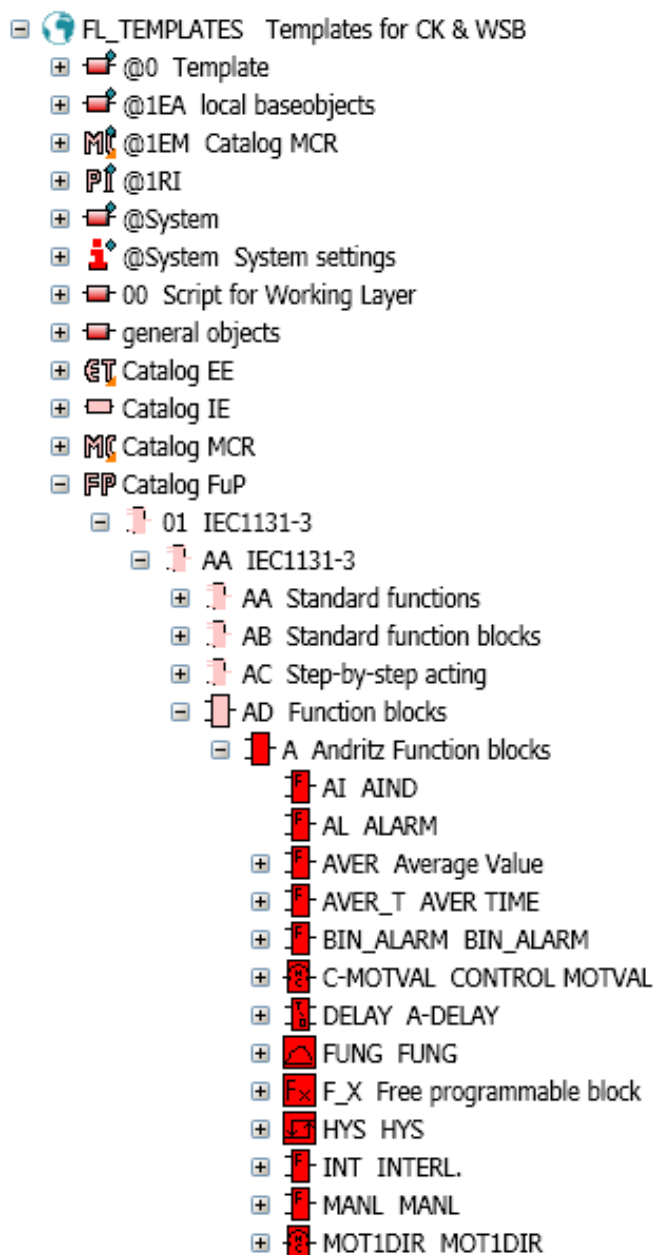 FL_TEMPLATES Templates for CK & WSB
@0 Template
@1EA local baseobjects
@1EM Catalog MCR
@1RI
@System
@System System settings
00 Script for Working Layer
general objects
Catalog EE
Catalog IE
Catalog MCR
Catalog FuP
01 IEC1131-3
AA IEC1131-3
AA Standard functions
AB Standard function blocks
AC Step-by-step acting
AD Function blocks
A Andritz Function blocks
AI AIND
AL ALARM
AVER Average Value
AVER_T AVER TIME
BIN_ALARM BIN_ALARM
C-MOTVAL CONTROL MOTVAL
DELAY A-DELAY
FUNG FUNG
F_X Free programmable block
HYS HYS
INT INTERL.
MANL MANL
MOT1DIR MOT1DIR